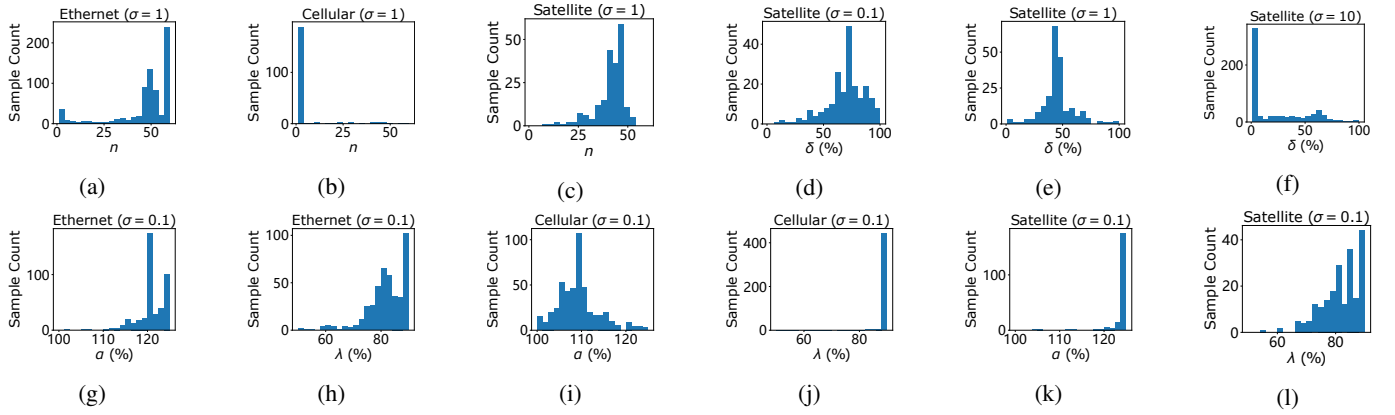 Ethernet (σ = 1)
Sample Count
200
100
0
0
50
n
(a)
Cellular (σ = 1)
Sample Count
100
0
0
25
50
n
(b)
Satellite (σ = 1)
Sample Count
50
25
0
0
25
50
n
(c)
Satellite (σ = 0.1)
Sample Count
40
20
0
0
50
100
δ (%)
(d)
Satellite (σ = 1)
Sample Count
50
25
0
0
50
100
δ (%)
(e)
Satellite (σ = 10)
Sample Count
200
0
0
50
100
δ (%)
(f)
Ethernet (σ = 0.1)
Sample Count
100
0
100
120
α (%)
(g)
Ethernet (σ = 0.1)
Sample Count
100
50
0
60
80
λ (%)
(h)
Cellular (σ = 0.1)
Sample Count
100
50
0
100
110
120
α (%)
(i)
Cellular (σ = 0.1)
Sample Count
400
200
0
60
80
λ (%)
(j)
Satellite (σ = 0.1)
Sample Count
100
0
100
110
120
α (%)
(k)
Satellite (σ = 0.1)
Sample Count
40
20
0
60
80
λ (%)
(l)